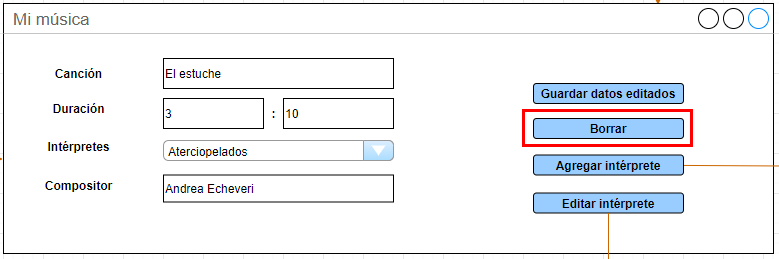 Mi música
Canción
El estuche
Guardar datos editados
Duración
3
:
10
Borrar
Intérpretes
Aterciopelados
Agregar intérprete
Compositor
Andrea Echeveri
Editar intérprete